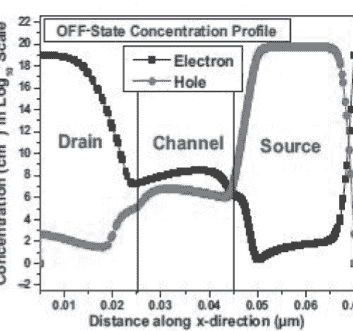 OFF-State Concentration Profile
Electron
Hole
Drain Channel Source
22
20
18
16
14
12
10
8
6
4
2
0
-2
0.01 0.02 0.03 0.04 0.05 0.06
Distance along x-direction (μm)
Concentration (cm ) in Log10 Scale